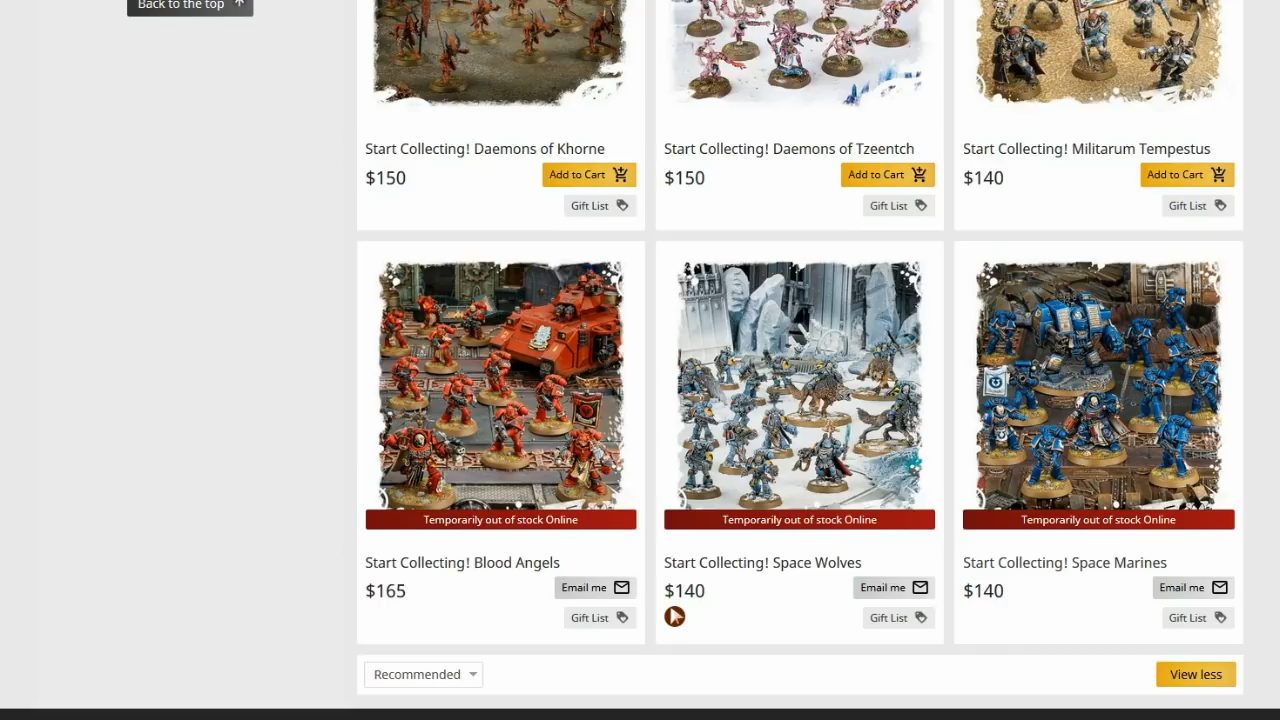 Back to the top
Start Collecting! Daemons of Khorne
$150
Add to Cart
Gift List
Start Collecting! Daemons of Tzeentch
$150
Add to Cart
Gift List
Start Collecting! Militarum Tempestus
$140
Add to Cart
Gift List
Temporarily out of stock Online
Start Collecting! Blood Angels
$165
Email me
Gift List
Temporarily out of stock Online
Start Collecting! Space Wolves
$140
Email me
Gift List
Temporarily out of stock Online
Start Collecting! Space Marines
$140
Email me
Gift List
Recommended
View less